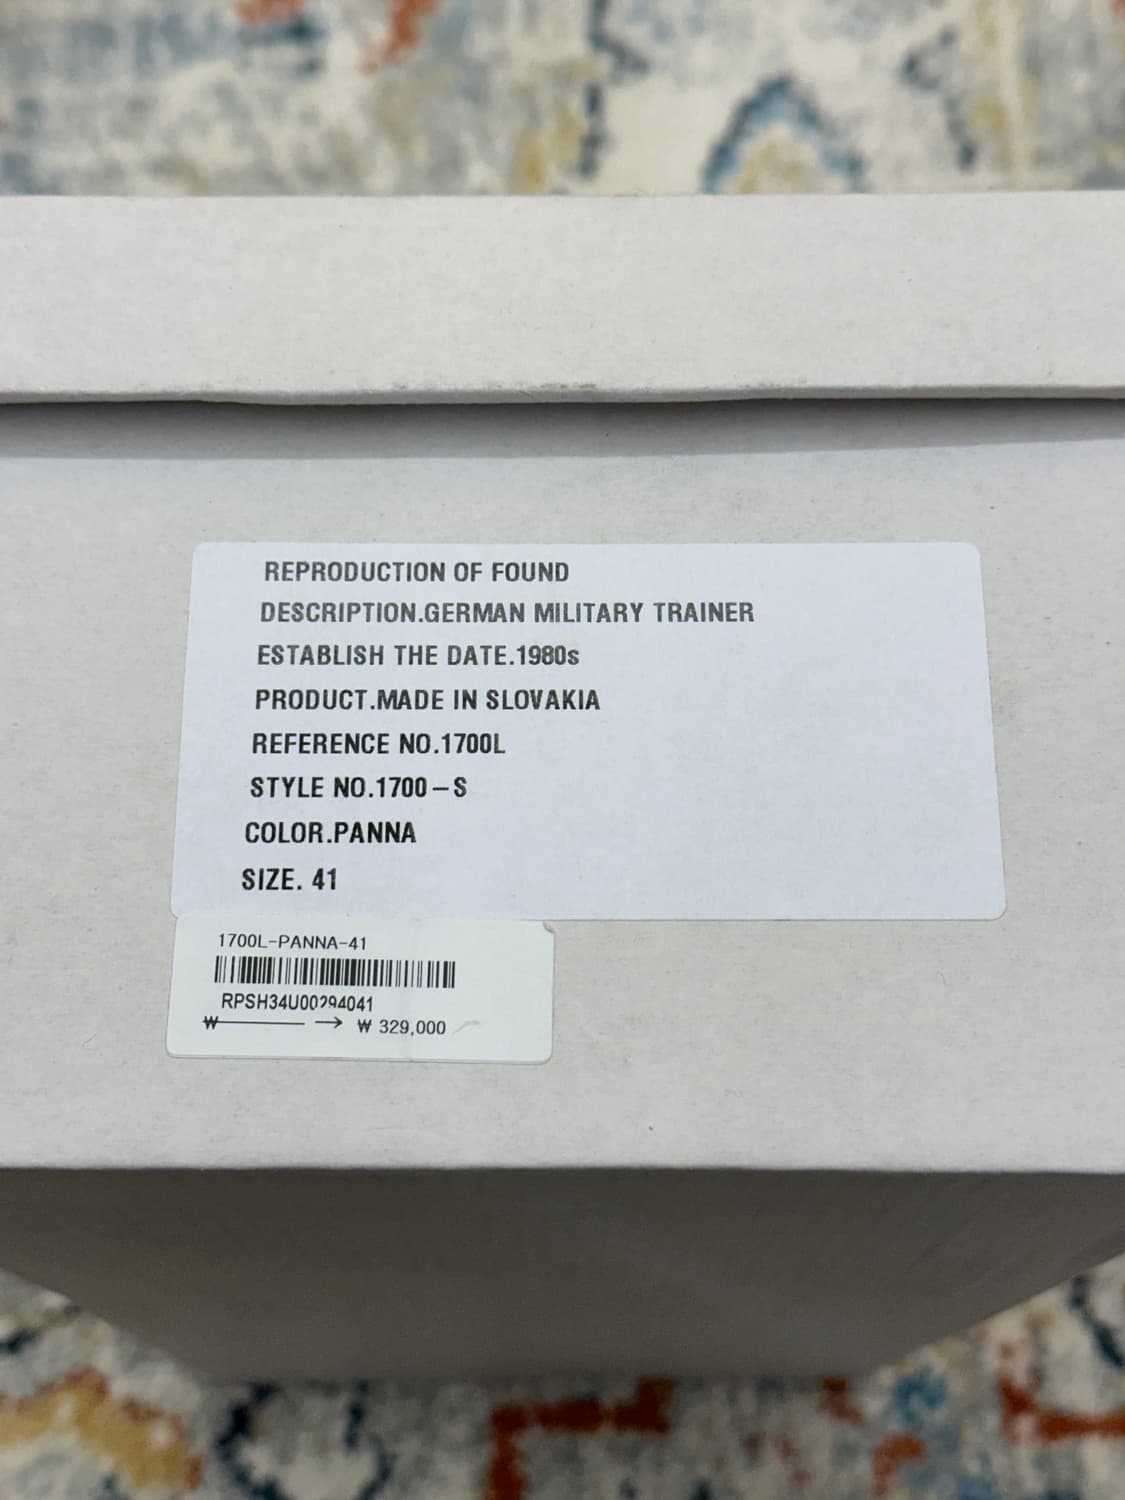 REPRODUCTION OF FOUND
DESCRIPTION.GERMAN MILITARY TRAINER
ESTABLISH THE DATE.1980s
PRODUCT.MADE IN SLOVAKIA
REFERENCE NO.1700L
STYLE NO.1700-S
COLOR.PANNA
SIZE. 41
1700L-PANNA-41
RPSH34U00294041
₩ → ₩ 329,000